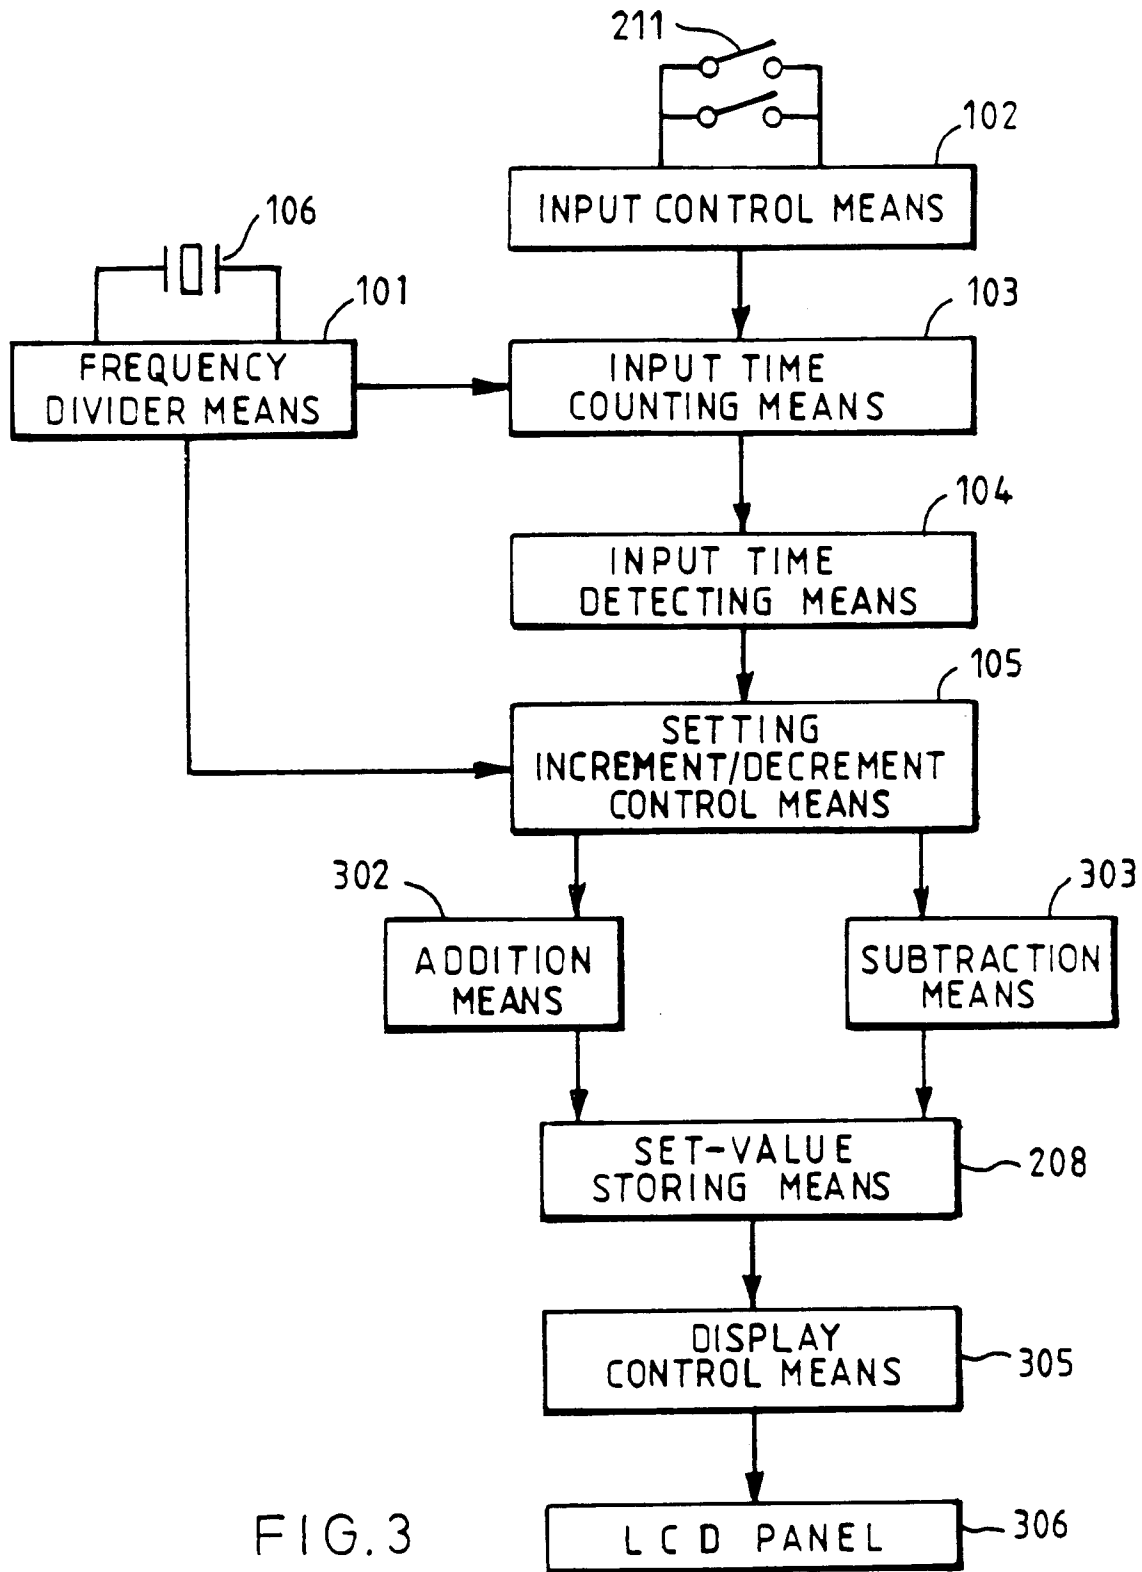 211
102
INPUT CONTROL MEANS
106
101
FREQUENCY
DIVIDER MEANS
103
INPUT TIME
COUNTING MEANS
104
INPUT TIME
DETECTING MEANS
105
SETTING
INCREMENT/DECREMENT
CONTROL MEANS
302
ADDITION
MEANS
303
SUBTRACTION
MEANS
SET-VALUE
STORING MEANS
208
DISPLAY
CONTROL MEANS
305
LCD PANEL
306
FIG.3